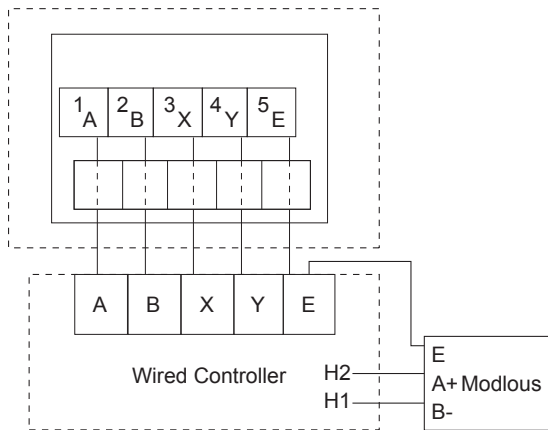 1A 2B 3X 4Y 5E
A B X Y E
E
Wired Controller H2 A+ Modlous
H1 B-